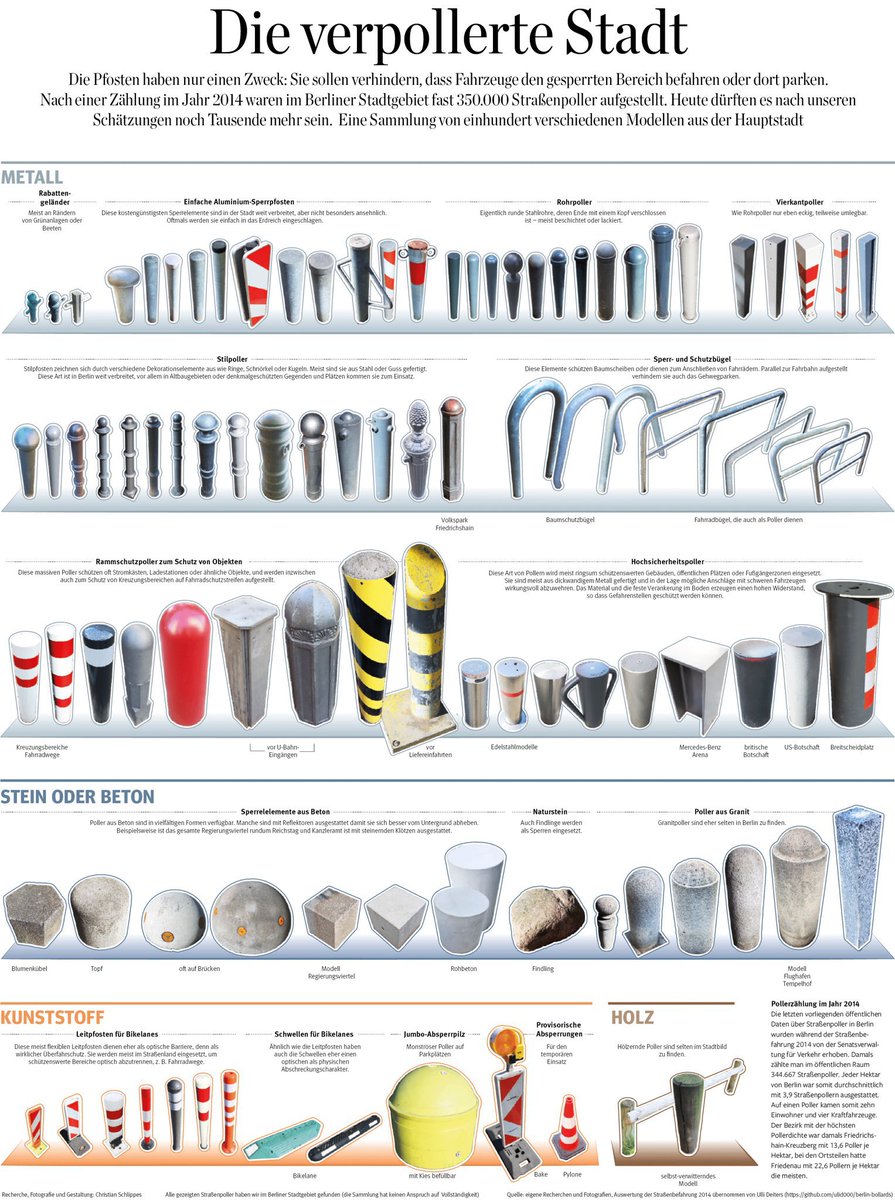 Die verpollerte Stadt
Die Pfosten haben nur einen Zweck: Sie sollen verhindern, dass Fahrzeuge den gesperrten Bereich befahren oder dort parken.
Nach einer Zählung im Jahr 2014 waren im Berliner Stadtgebiet fast 350.000 Straßenpoller aufgestellt. Heute dürften es nach unseren
Schätzungen noch Tausende mehr sein. Eine Sammlung von einhundert verschiedenen Modellen aus der Hauptstadt
METALL
Rabatten-
geländer
Meist an Rändern
von Grünanlagen oder
Beeten
Einfache Aluminium-Sperrpfosten
Diese kostengünstigsten Sperrelemente sind in der Stadt weit verbreitet, aber nicht besonders ansehnlich.
Oftmals werden sie einfach in das Erdreich eingeschlagen.
Rohrpoller
Eigentlich runde Stahlrohre, deren Ende mit einem Kopf verschlossen
ist – meist beschichtet oder lackiert.
Vierkantpoller
Wie Rohrpoller nur eben eckig, teilweise umlegbar.
Stilpoller
Stilpfosten zeichnen sich durch verschiedene Dekorationselemente aus wie Ringe, Schnörkel oder Kugeln. Meist sind sie aus Stahl oder Guss gefertigt.
Diese Art ist in Berlin weit verbreitet, vor allem in Altbaugebieten oder denkmalgeschützten Gegenden und Plätzen kommen sie zum Einsatz.
Sperr- und Schutzbügel
Diese Elemente schützen Baumscheiben oder dienen zum Anschließen von Fahrrädern. Parallel zur Fahrbahn aufgestellt
verhindern sie auch das Gehwegparken.
Volkspark
Friedrichshain
Baumschutzbügel
Fahrradbügel, die auch als Poller dienen
Rammschutzpoller zum Schutz von Objekten
Diese massiven Poller schützen oft Stromkästen, Ladestationen oder ähnliche Objekte, und werden inzwischen
auch zum Schutz von Kreuzungsbereichen auf Fahrradschutzstreifen aufgestellt.
Hochsicherheitspoller
Diese Art von Pollern wird meist ringsum schützenswerten Gebäuden, öffentlichen Plätzen oder Fußgängerzonen eingesetzt.
Sie sind meist aus dickwandigem Metall gefertigt und in der Lage mögliche Anschläge mit schweren Fahrzeugen
wirkungsvoll abzuwehren. Das Material und die feste Verankerung im Boden erzeugen einen hohen Widerstand,
so dass Gefahrenstellen geschützt werden können.
Kreuzungsbereiche
Fahrradwege
vor U-Bahn-
Eingängen
vor
Liefereinfahrten
Edelstahlmodelle
Mercedes-Benz
Arena
britische
Botschaft
US-Botschaft
Breitscheidplatz
STEIN ODER BETON
Sperrelemente aus Beton
Poller aus Beton sind in vielfältigen Formen verfügbar. Manche sind mit Reflektoren ausgestattet damit sie sich besser vom Untergrund abheben.
Beispielsweise ist das gesamte Regierungsviertel rundum Reichstag und Kanzleramt ist mit steinernden Klötzen ausgestattet.
Naturstein
Auch Findlinge werden
als Sperren eingesetzt.
Poller aus Granit
Granitpoller sind eher selten in Berlin zu finden.
Blumenkübel
Topf
oft auf Brücken
Modell
Regierungsviertel
Rohbeton
Findling
Modell
Flughafen
Tempelhof
KUNSTSTOFF
Leitpfosten für Bikelanes
Diese meist flexiblen Leitpfosten dienen eher als optische Barriere, denn als
wirklicher Überfahrschutz. Sie werden meist im Straßenland eingesetzt, um
schützenswerte Bereiche optisch abzutrennen, z. B. Fahrradwege.
Schwellen für Bikelanes
Ähnlich wie die Leitpfosten haben
auch die Schwellen eher einen
optischen als physischen
Abschreckungscharakter.
Jumbo-Absperrpilz
Monströser Poller auf
Parkplätzen
Provisorische
Absperrungen
Für den
temporären
Einsatz
Bikelane
mit Kies befüllbar
Bake
Pylone
HOLZ
Hölzerne Poller sind selten im Stadtbild
zu finden.
selbst-verwittertdes
Modell
Pollerzählung im Jahr 2014
Die letzten vorliegenden öffentlichen
Daten über Straßenpoller in Berlin
wurden während der Straßenbe-
fahrung 2014 von der Senatsverwal-
tung für Verkehr erhoben. Damals
zählte man im öffentlichen Raum
344.667 Straßenpoller. Jeder Hektar
von Berlin war somit durchschnittlich
mit 3,9 Straßenpollern ausgestattet.
Auf einen Poller kamen somit zehn
Einwohner und vier Kraftfahrzeuge.
Der Bezirk mit der höchsten
Pollerdichte war damals Friedrichs-
hain-Kreuzberg mit 13,6 Poller je
Hektar, bei den Ortsteilen hatte
Friedenau mit 22,6 Pollern je Hektar
die meisten.
Recherche, Fotografie und Gestaltung: Christian Schlippes
Alle gezeigten Straßenpoller haben wir im Berliner Stadtgebiet gefunden (die Sammlung hat keinen Anspruch auf Vollständigkeit)
Quelle: eigene Recherchen und Fotografien, Auswertung der Straßenbefahrung 2014 übernommen von Ulli Deiters (https://github.com/ulidOo1/berlin-bollards)